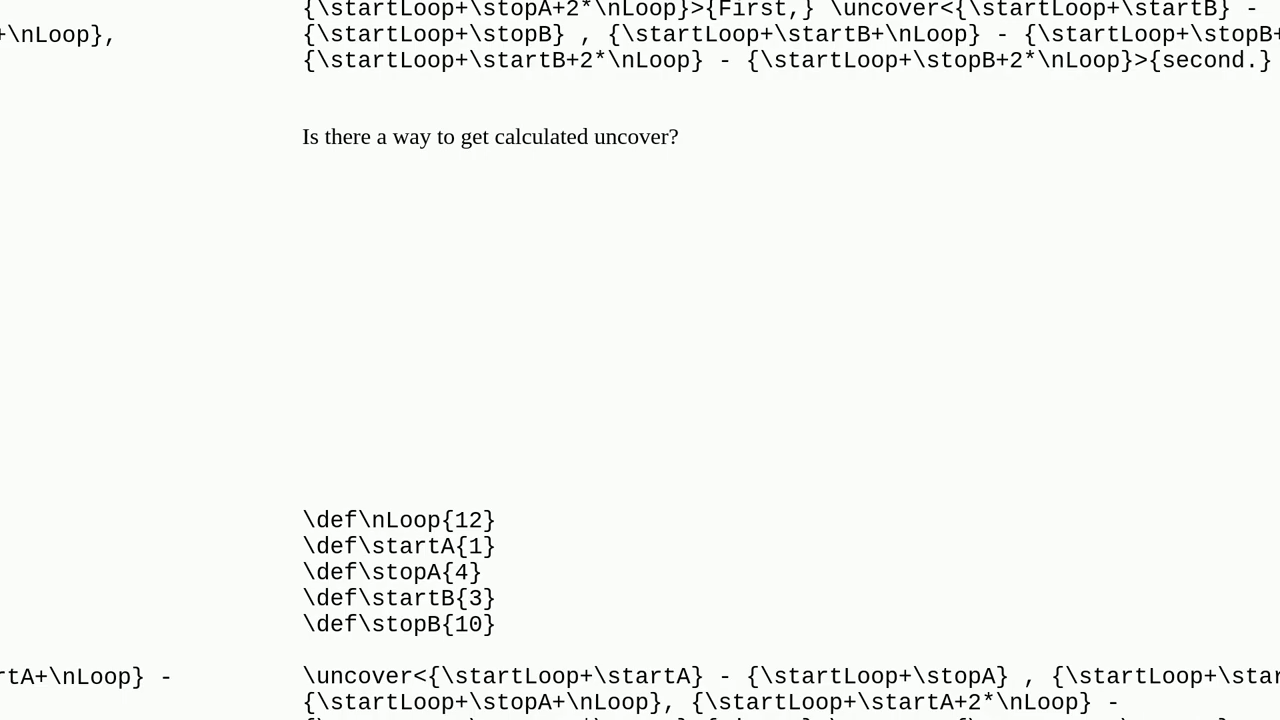 {\startLoop+\stopA+2*\nLoop}>{First,} \uncover<{\startLoop+\startB} -
+\nLoop},
{\startLoop+\stopB} , {\startLoop+\startB+\nLoop} - {\startLoop+\stopB+
{\startLoop+\startB+2*\nLoop} - {\startLoop+\stopB+2*\nLoop}>{second.}
Is there a way to get calculated uncover?
\def\nLoop{12}
\def\startA{1}
\def\stopA{4}
\def\startB{3}
\def\stopB{10}
rtA+\nLoop} -
\uncover<{\startLoop+\startA} - {\startLoop+\stopA} , {\startLoop+\star
{\startLoop+\stopA+\nLoop}, {\startLoop+\startA+2*\nLoop} -